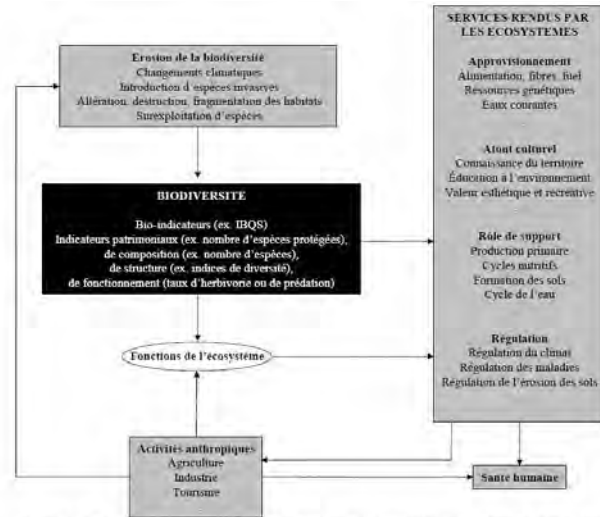 Erosion de la biodiversité
Changements climatiques
Introduction d'espèces invasives
Altération, destruction, fragmentation des habitats
Surexploitation d'espèces
BIODIVERSITE
Bio-indicateurs (ex. IBQS)
Indicateurs patrimoniaux (ex. nombre d'espèces protégées),
de composition (ex. nombre d'espèces),
de structure (ex. indices de diversité),
de fonctionnement (taux d'herbivorie ou de prédation)
Fonctions de l'écosystème
Activités anthropiques
Agriculture
Industrie
Tourisme
SERVICES RENDUS PAR
LES ECOSYSTEMES
Approvisionnement
Alimentation, fibres, fuel
Ressources génétiques
Eaux courantes
Atout culturel
Connaissance du territoire
Éducation à l'environnement
Valeur esthétique et récréative
Rôle de support
Production primaire
Cycles nutritifs
Formation des sols
Cycle de l'eau
Régulation
Régulation du climat
Régulation des maladies
Régulation de l'érosion des sols
Santé humaine